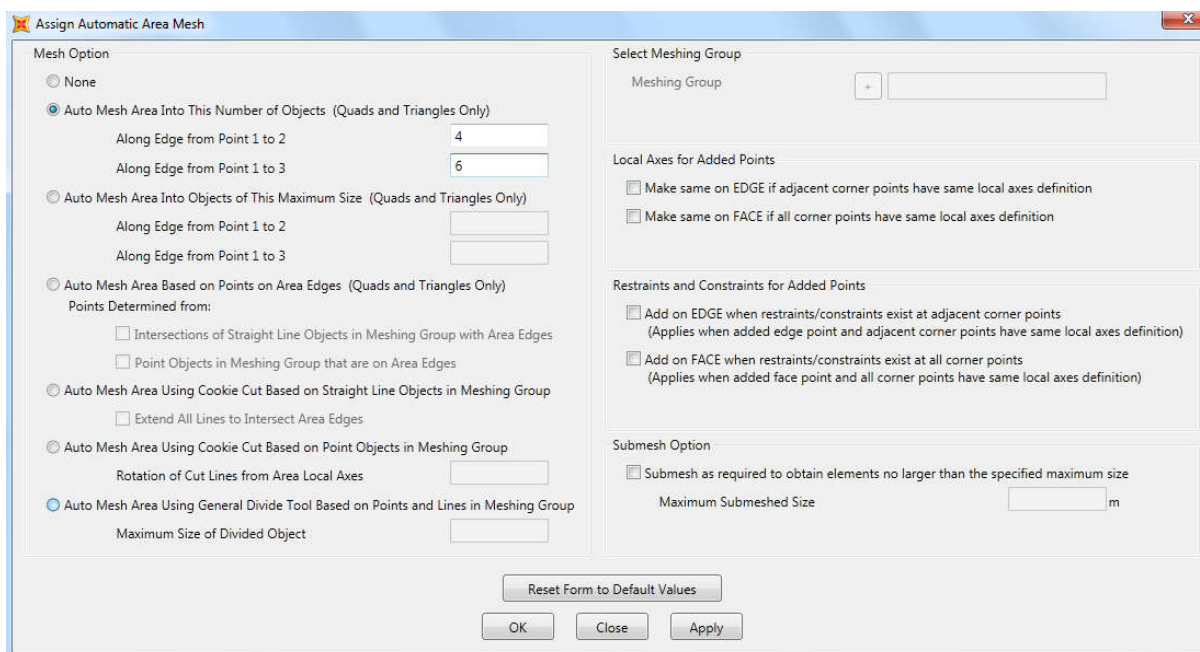 Assign Automatic Area Mesh
x
Mesh Option
None
Auto Mesh Area Into This Number of Objects (Quads and Triangles Only)
Along Edge from Point 1 to 2
4
Along Edge from Point 1 to 3
6
Auto Mesh Area Into Objects of This Maximum Size (Quads and Triangles Only)
Along Edge from Point 1 to 2
Along Edge from Point 1 to 3
Auto Mesh Area Based on Points on Area Edges (Quads and Triangles Only)
Points Determined from:
Intersections of Straight Line Objects in Meshing Group with Area Edges
Point Objects in Meshing Group that are on Area Edges
Auto Mesh Area Using Cookie Cut Based on Straight Line Objects in Meshing Group
Extend All Lines to Intersect Area Edges
Auto Mesh Area Using Cookie Cut Based on Point Objects in Meshing Group
Rotation of Cut Lines from Area Local Axes
Auto Mesh Area Using General Divide Tool Based on Points and Lines in Meshing Group
Maximum Size of Divided Object
Select Meshing Group
Meshing Group
+
Local Axes for Added Points
Make same on EDGE if adjacent corner points have same local axes definition
Make same on FACE if all corner points have same local axes definition
Restraints and Constraints for Added Points
Add on EDGE when restraints/constraints exist at adjacent corner points
(Applies when added edge point and adjacent corner points have same local axes definition)
Add on FACE when restraints/constraints exist at all corner points
(Applies when added face point and all corner points have same local axes definition)
Submesh Option
Submesh as required to obtain elements no larger than the specified maximum size
Maximum Submeshed Size
m
Reset Form to Default Values
OK
Close
Apply